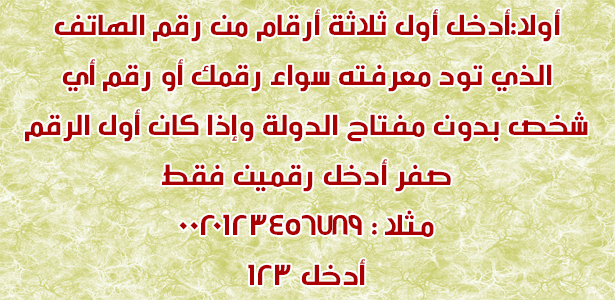 أولا:أدخل أول ثلاثة أرقام من رقم الهاتف
الذي تود معرفته سواء رقمك أو رقم أي
شخص بدون مفتاح الدولة وإذا كان أول الرقم
صفر أدخل رقمين فقط
مثلا : ٠٠٢٠١٢٣٤٥٦٧٨٩
أدخل ١٢٣